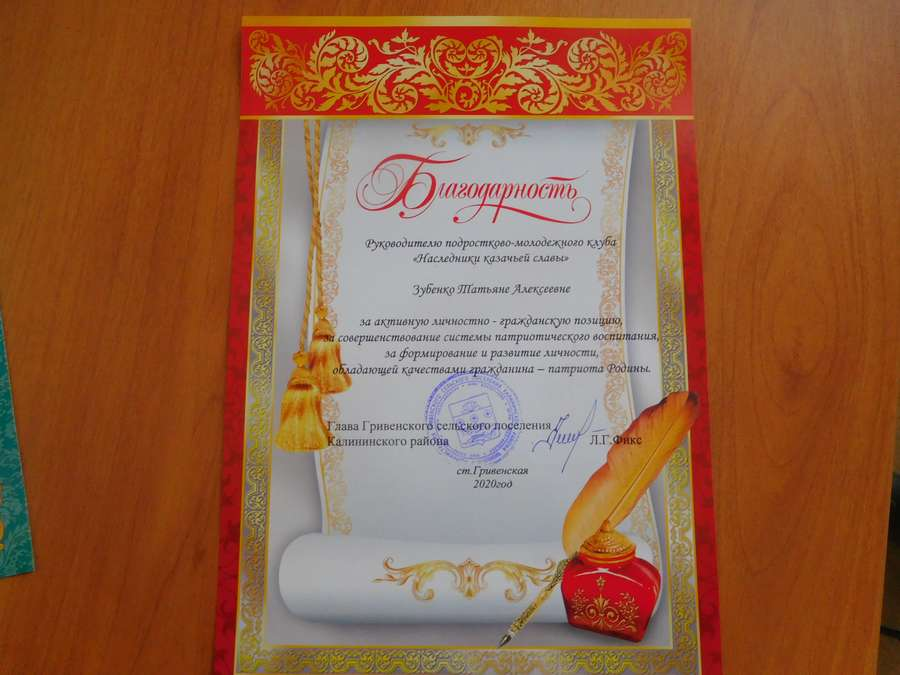 Благодарность
Руководителю подростково-молодежного клуба
«Наследники казачьей славы»
Зубенко Татьяне Алексеевне
за активную личностно - гражданскую позицию,
за совершенствование системы патриотического воспитания,
за формирование и развитие личности,
обладающей качествами гражданина – патриота Родины.
Глава Гривенского сельского поселения
Калининского района Л.Г.Фикс
ст.Гривенская
2020год